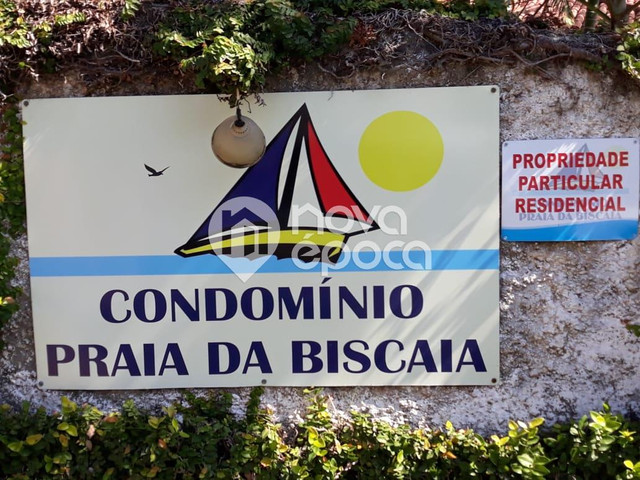 CONDOMÍNIO
PRAIA DA BISCAIA
PROPRIEDADE
PARTICULAR
RESIDENCIAL
PRAIA DA BISCAIA
nova
época